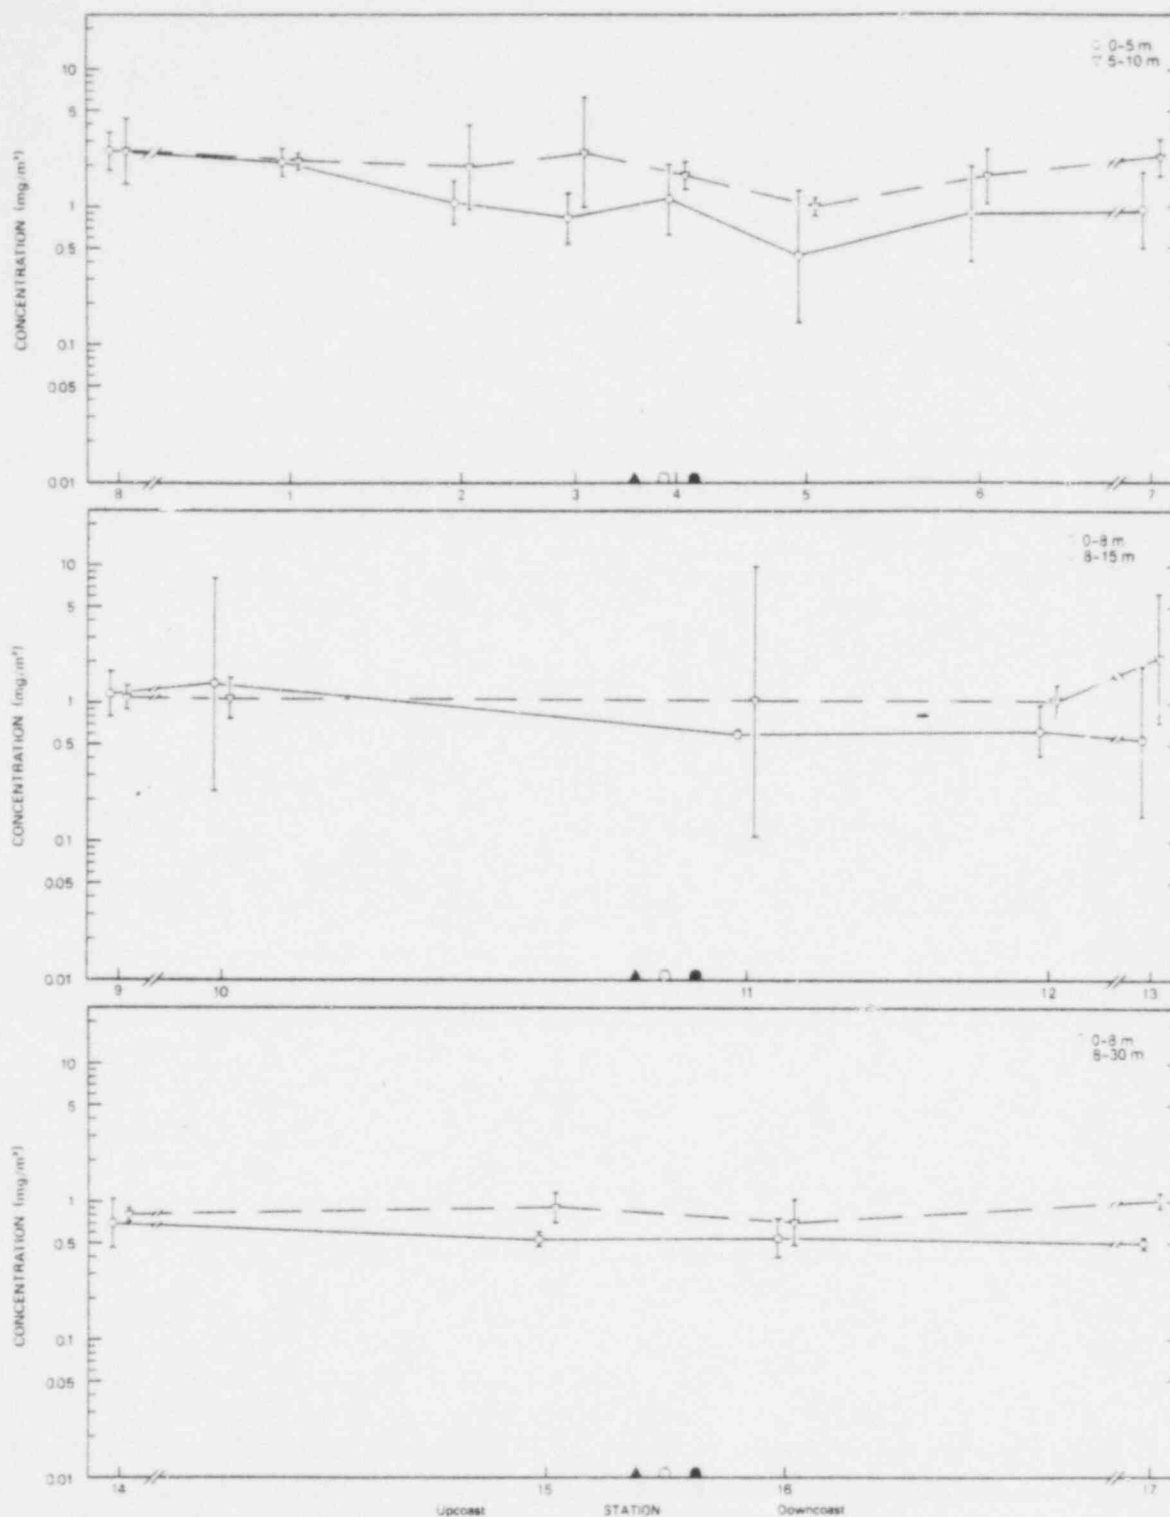 0-5 m
5-10 m
CONCENTRATION (mg/m³)
10
5
1
0.5
0.1
0.05
0.01
8 1 2 3 4 5 6 7
0-8 m
8-15 m
CONCENTRATION (mg/m³)
10
5
1
0.5
0.1
0.05
0.01
9 10 11 12 13
0-8 m
8-30 m
CONCENTRATION (mg/m³)
10
5
1
0.5
0.1
0.05
0.01
14 15 16 17
Upcoast STATION Downcoast